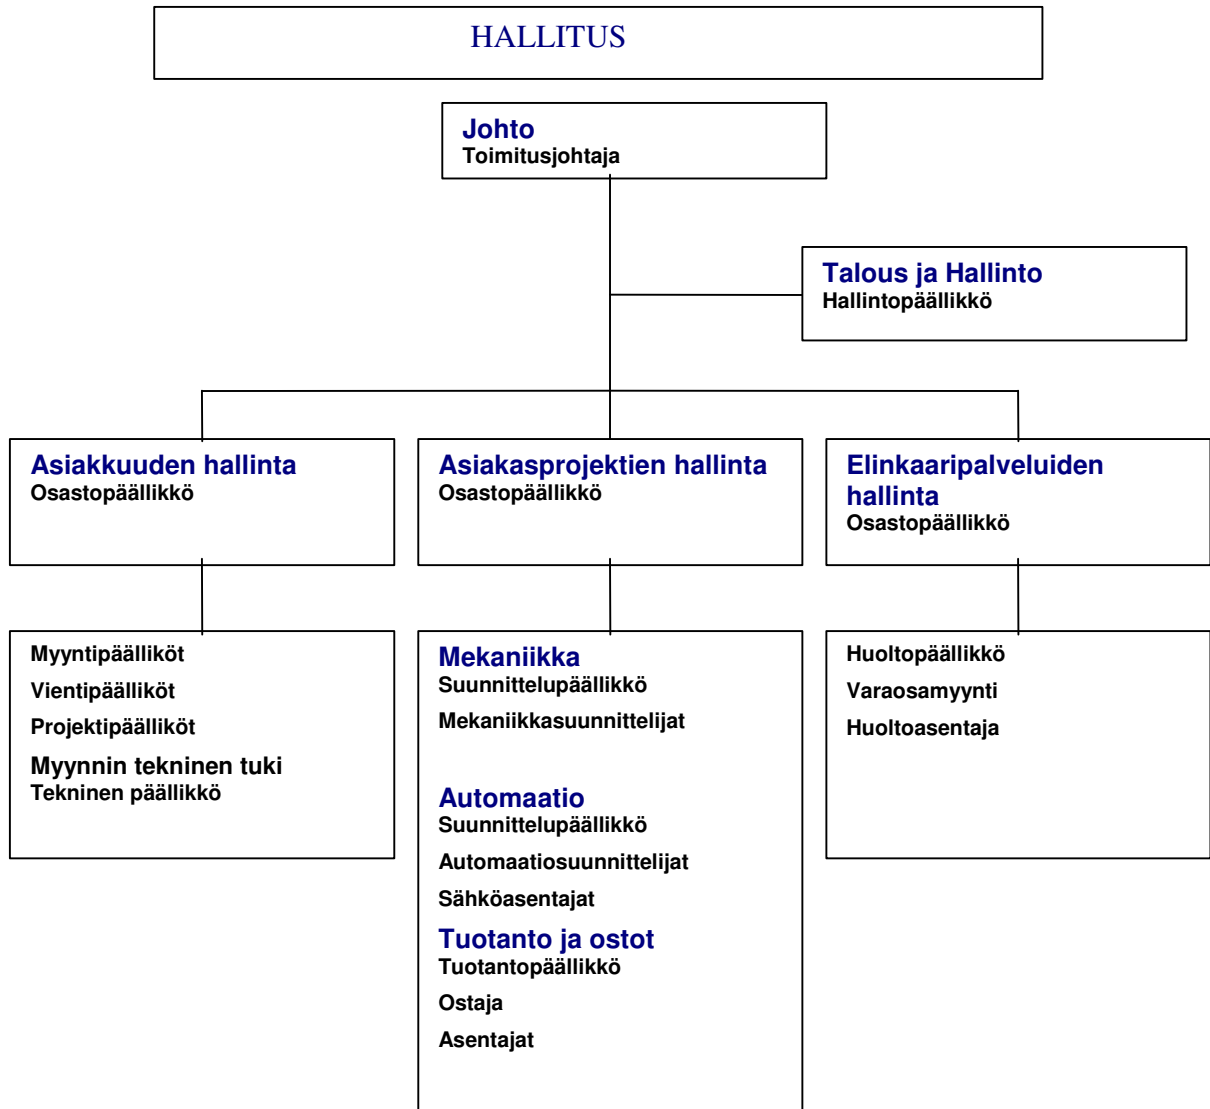 HALLITUS
Johto
Toimitusjohtaja
Talous ja Hallinto
Hallintopäällikkö
Asiakkuuden hallinta
Osastopäällikkö
Asiakasprojektien hallinta
Osastopäällikkö
Elinkaaripalveluiden
hallinta
Osastopäällikkö
Myyntipäälliköt
Vientipäälliköt
Projektipäälliköt
Myynnin tekninen tuki
Tekninen päällikkö
Mekaniikka
Suunnittelupäällikkö
Mekaniikkasuunnittelijat
Automaatio
Suunnittelupäällikkö
Automaatiosuunnittelijat
Sähköasentajat
Tuotanto ja ostot
Tuotantopäällikkö
Ostaja
Asentajat
Huoltopäällikkö
Varaosamyynti
Huoltoasentaja